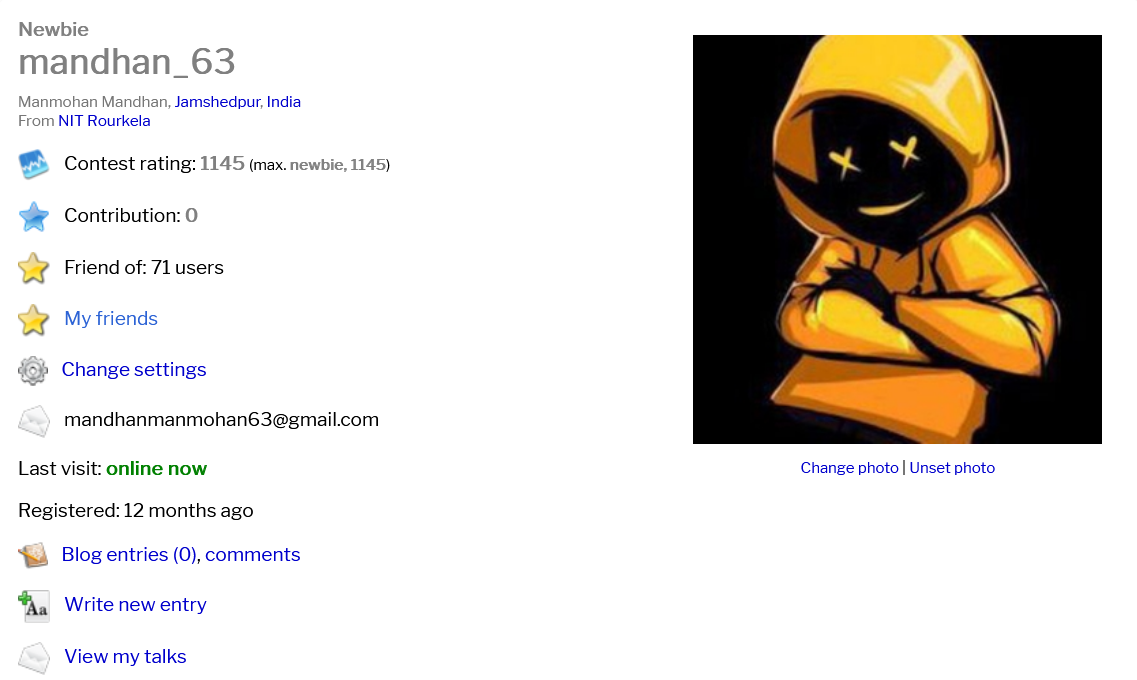 Newbie
mandhan_63
Manmohan Mandhan, Jamshedpur, India
From NIT Rourkela
Contest rating: 1145 (max. newbie, 1145)
Contribution: 0
Friend of: 71 users
My friends
Change settings
mandhanmanmohan63@gmail.com
Last visit: online now
Registered: 12 months ago
Blog entries (0), comments
Aa Write new entry
View my talks
Change photo | Unset photo